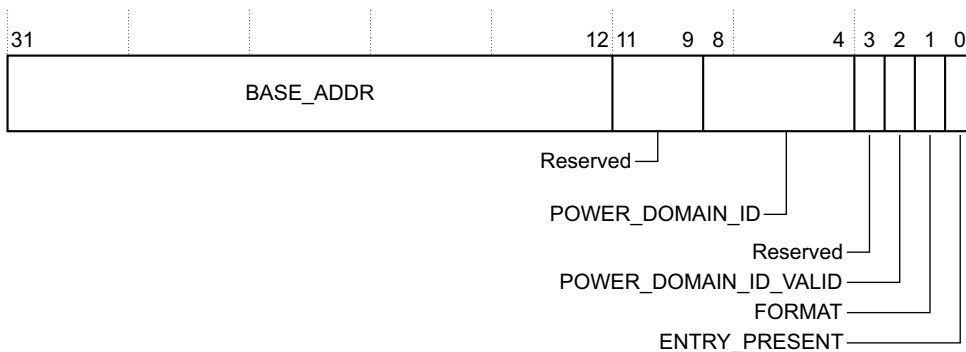 31 12 11 9 8 4 3 2 1 0
BASE_ADDR
Reserved
POWER_DOMAIN_ID
Reserved
POWER_DOMAIN_ID_VALID
FORMAT
ENTRY_PRESENT